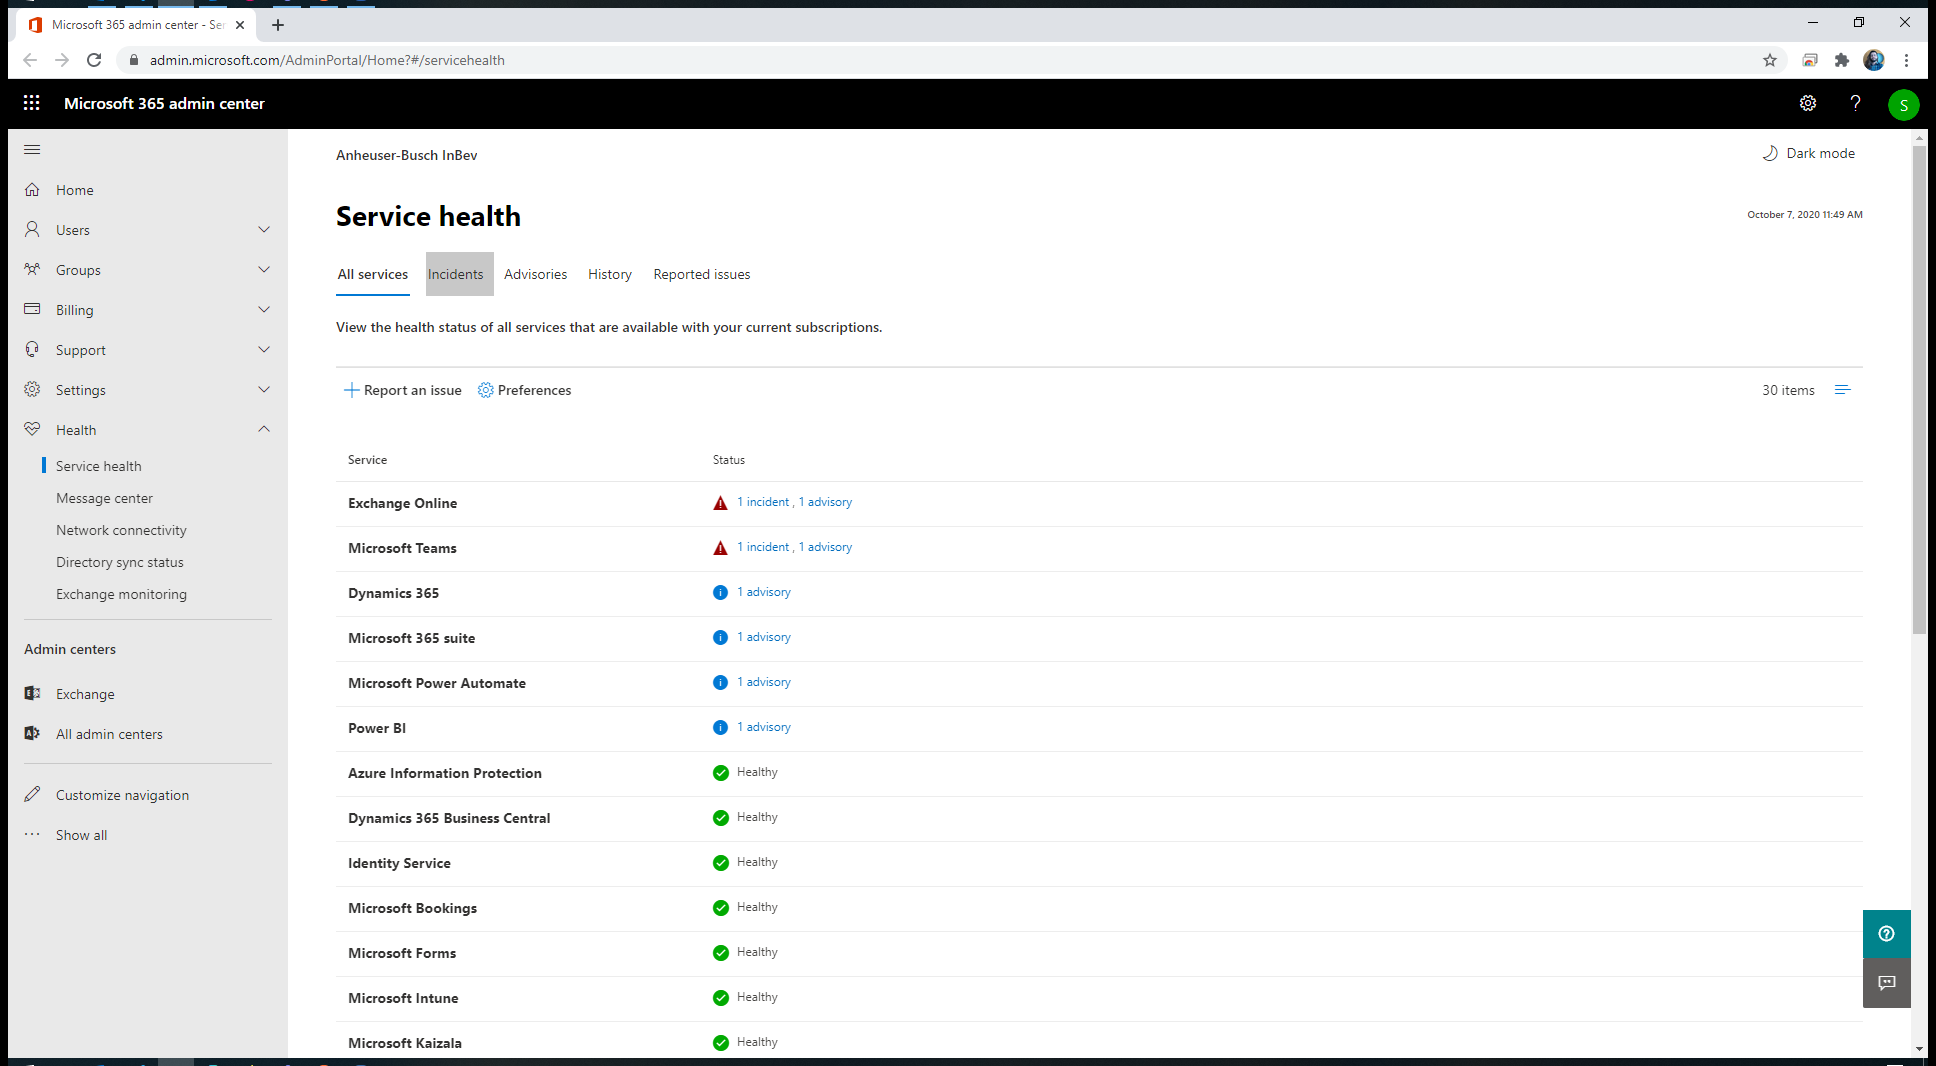 Microsoft 365 admin center - Ser
admin.microsoft.com/AdminPortal/Home?#/servicehealth
Microsoft 365 admin center
?
S
Home
Users
Groups
Billing
Support
Settings
Health
Service health
Message center
Network connectivity
Directory sync status
Exchange monitoring
Admin centers
Exchange
All admin centers
Customize navigation
Show all
Anheuser-Busch InBev
Dark mode
Service health
October 7, 2020 11:49 AM
All services Incidents Advisories History Reported issues
View the health status of all services that are available with your current subscriptions.
Report an issue Preferences
30 items
Service Status
Exchange Online 1 incident , 1 advisory
Microsoft Teams 1 incident , 1 advisory
Dynamics 365 1 advisory
Microsoft 365 suite 1 advisory
Microsoft Power Automate 1 advisory
Power BI 1 advisory
Azure Information Protection Healthy
Dynamics 365 Business Central Healthy
Identity Service Healthy
Microsoft Bookings Healthy
Microsoft Forms Healthy
Microsoft Intune Healthy
Microsoft Kaizala Healthy